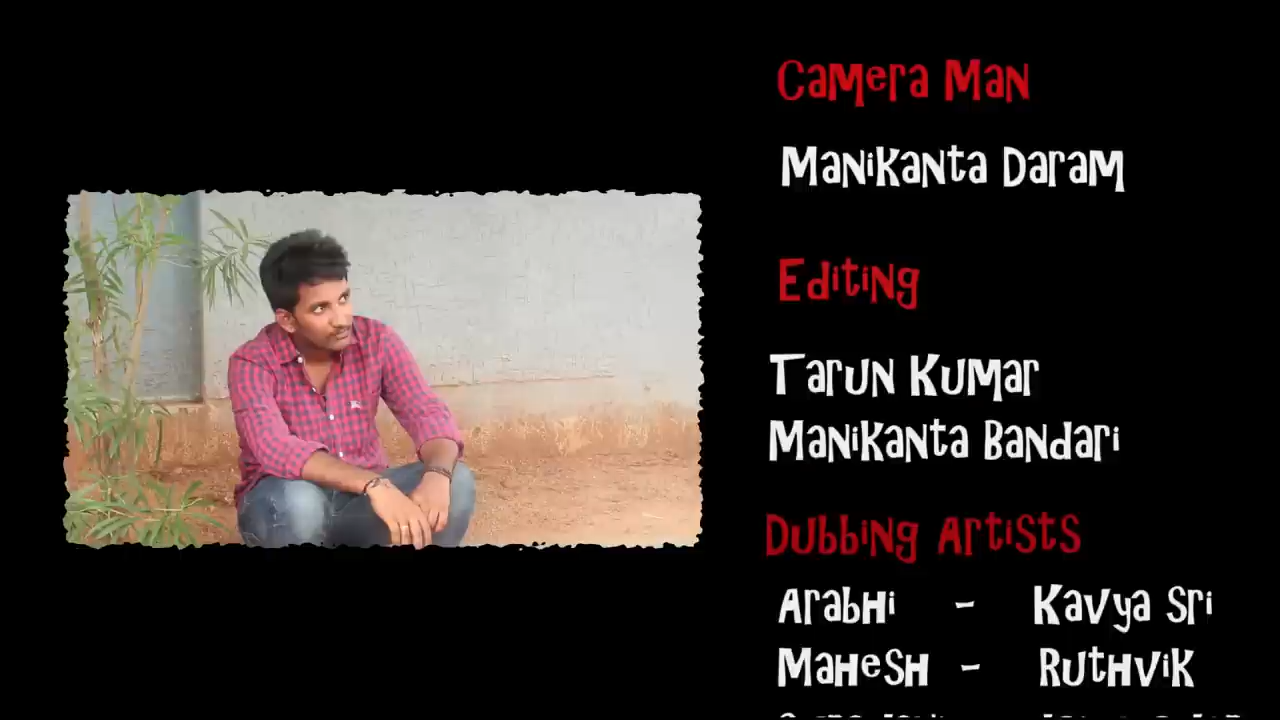 Camera Man
Manikanta Daram
Editing
Tarun Kumar
Manikanta Bandari
Dubbing Artists
Arabhi - Kavya Sri
Mahesh - Ruthvik